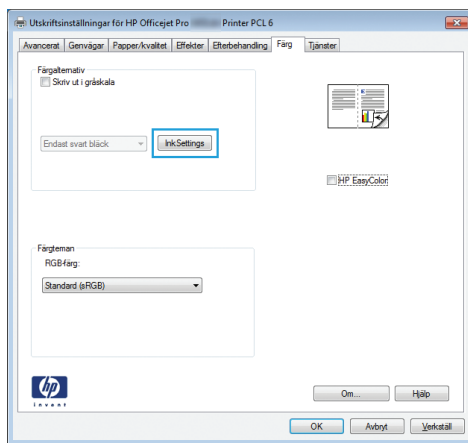 Utskriftsinställningar för HP Officejet Pro Printer PCL 6
Avancerat Genvägar Papper/kvalitet Effekter Efterbehandling Färg Tjänster
Färgalternativ
Skriv ut i gråskala
Endast svart bläck
InkSettings
HP EasyColor
Färgteman
RGB-färg:
Standard (sRGB)
hp
invent
Om... Hjälp
OK Avbryt Verkställ